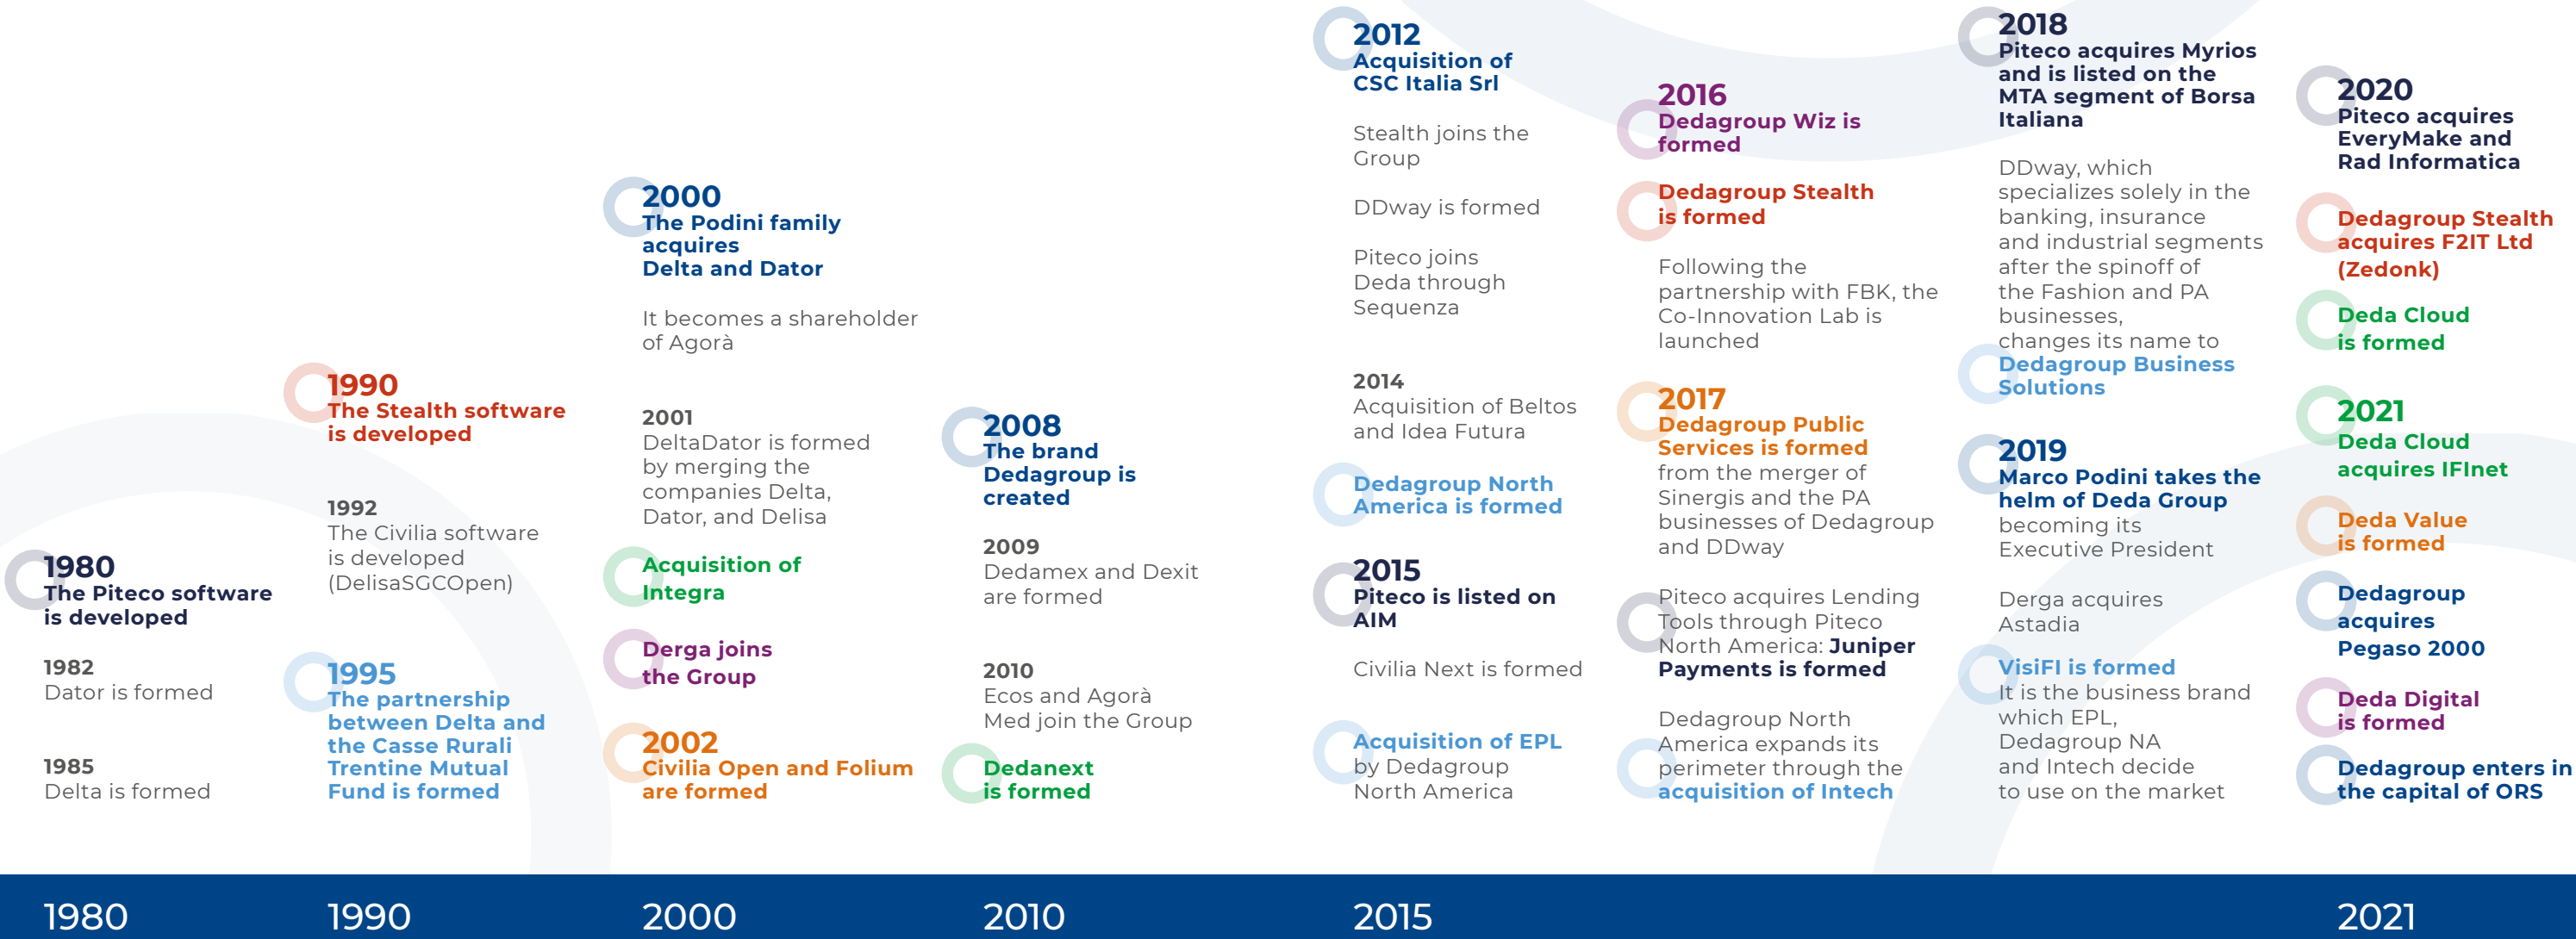 1980
The Piteco software
is developed
1982
Dator is formed
1985
Delta is formed
1990
The Stealth software
is developed
1992
The Civilia software
is developed
(DelisaSGCOpen)
1995
The partnership
between Delta and
the Casse Rurali
Trentine Mutual
Fund is formed
2000
The Podini family
acquires
Delta and Dator
It becomes a shareholder
of Agorà
2001
DeltaDator is formed
by merging the
companies Delta,
Dator, and Delisa
Acquisition of
Integra
Derga joins
the Group
2002
Civilia Open and Folium
are formed
2008
The brand
Dedagroup is
created
2009
Dedamex and Dexit
are formed
2010
Ecos and Agorà
Med join the Group
Dedanext
is formed
2012
Acquisition of
CSC Italia Srl
Stealth joins the
Group
DDway is formed
Piteco joins
Deda through
Sequenza
2014
Acquisition of Beltos
and Idea Futura
Dedagroup North
America is formed
2015
Piteco is listed on
AIM
Civilia Next is formed
Acquisition of EPL
by Dedagroup
North America
2016
Dedagroup Wiz is
formed
Dedagroup Stealth
is formed
Following the
partnership with FBK, the
Co-Innovation Lab is
launched
2017
Dedagroup Public
Services is formed
from the merger of
Sinergis and the PA
businesses of Dedagroup
and DDway
Piteco acquires Lending
Tools through Piteco
North America: Juniper
Payments is formed
Dedagroup North
America expands its
perimeter through the
acquisition of Intech
2018
Piteco acquires Myrios
and is listed on the
MTA segment of Borsa
Italiana
DDway, which
specializes solely in the
banking, insurance
and industrial segments
after the spinoff of
the Fashion and PA
businesses,
changes its name to
Dedagroup Business
Solutions
2019
Marco Podini takes the
helm of Deda Group
becoming its
Executive President
Derga acquires
Astadia
VisiFI is formed
It is the business brand
which EPL,
Dedagroup NA
and Intech decide
to use on the market
2020
Piteco acquires
EveryMake and
Rad Informatica
Dedagroup Stealth
acquires F2IT Ltd
(Zedonk)
Deda Cloud
is formed
2021
Deda Cloud
acquires IFInet
Deda Value
is formed
Dedagroup
acquires
Pegaso 2000
Deda Digital
is formed
Dedagroup enters in
the capital of ORS
1980
1990
2000
2010
2015
2021